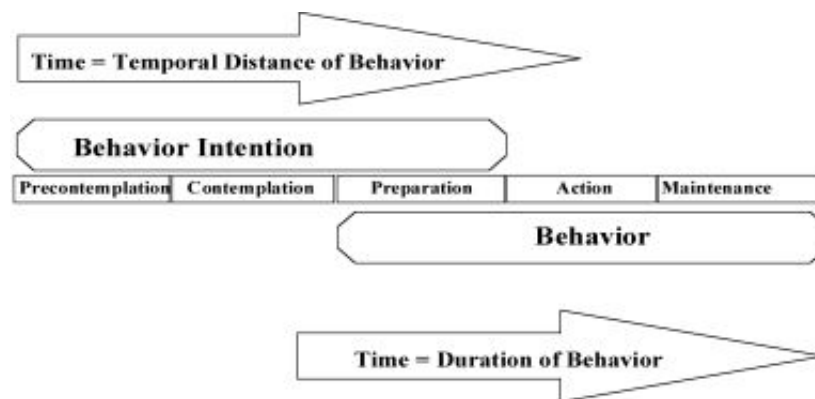 Time = Temporal Distance of Behavior
Behavior Intention
Precontemplation Contemplation Preparation Action Maintenance
Behavior
Time = Duration of Behavior